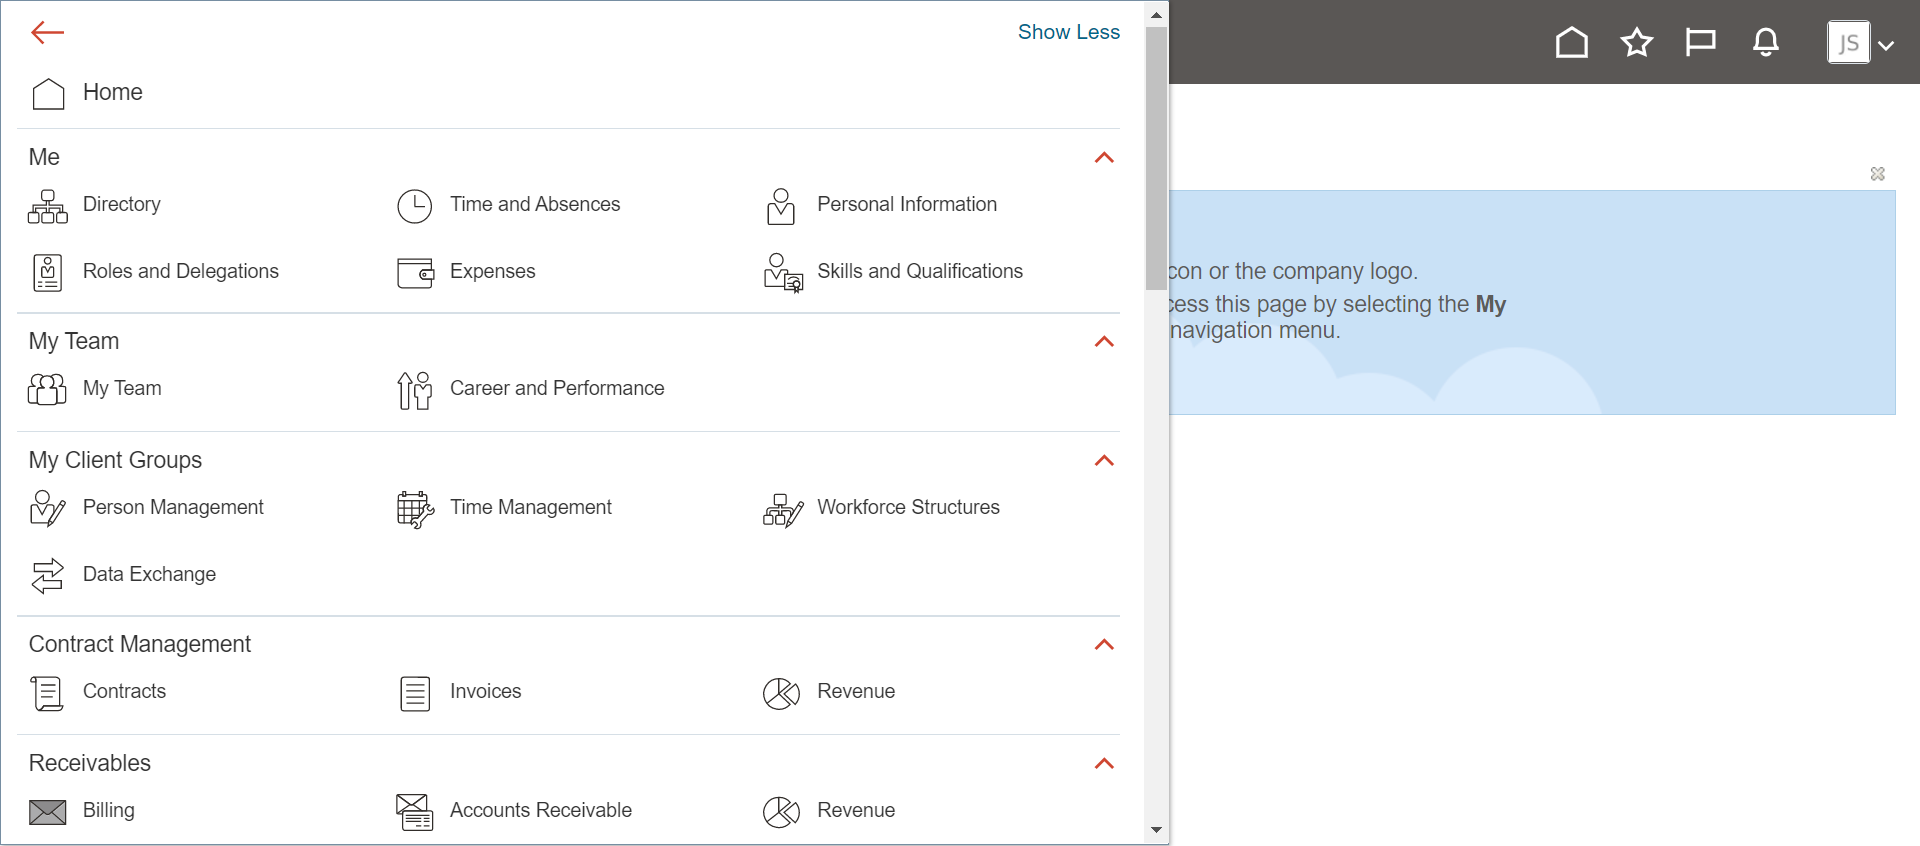 Show Less
JS
Home
Me
Directory
Time and Absences
Personal Information
Roles and Delegations
Expenses
Skills and Qualifications
con or the company logo.
cess this page by selecting the My
navigation menu.
My Team
My Team
Career and Performance
My Client Groups
Person Management
Time Management
Workforce Structures
Data Exchange
Contract Management
Contracts
Invoices
Revenue
Receivables
Billing
Accounts Receivable
Revenue